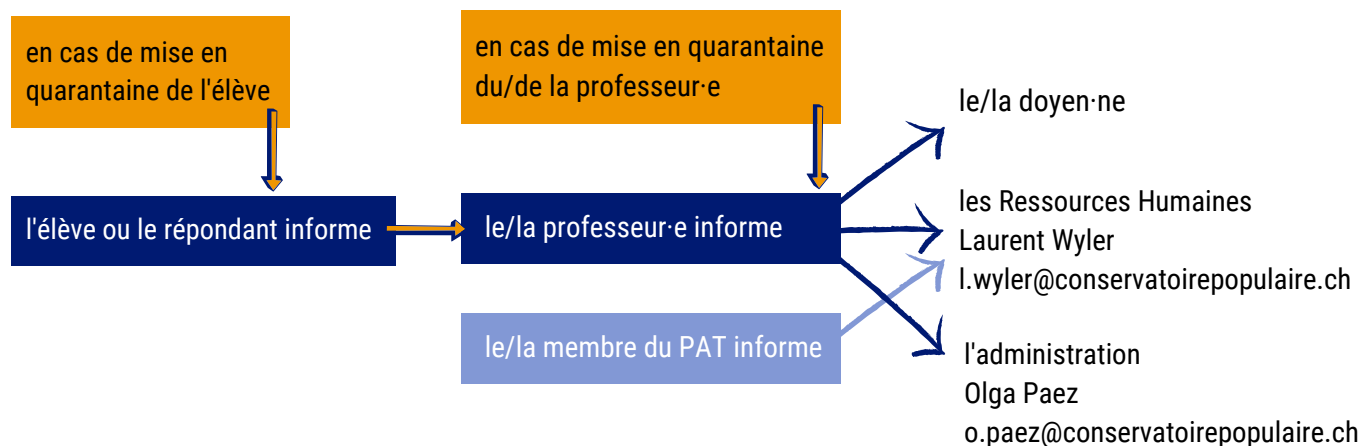 en cas de mise en
quarantaine de l'élève
en cas de mise en quarantaine
du/de la professeur·e
l'élève ou le répondant informe
le/la professeur·e informe
le/la membre du PAT informe
le/la doyen·ne
les Ressources Humaines
Laurent Wyler
l.wyler@conservatoirepopulaire.ch
l'administration
Olga Paez
o.paez@conservatoirepopulaire.ch